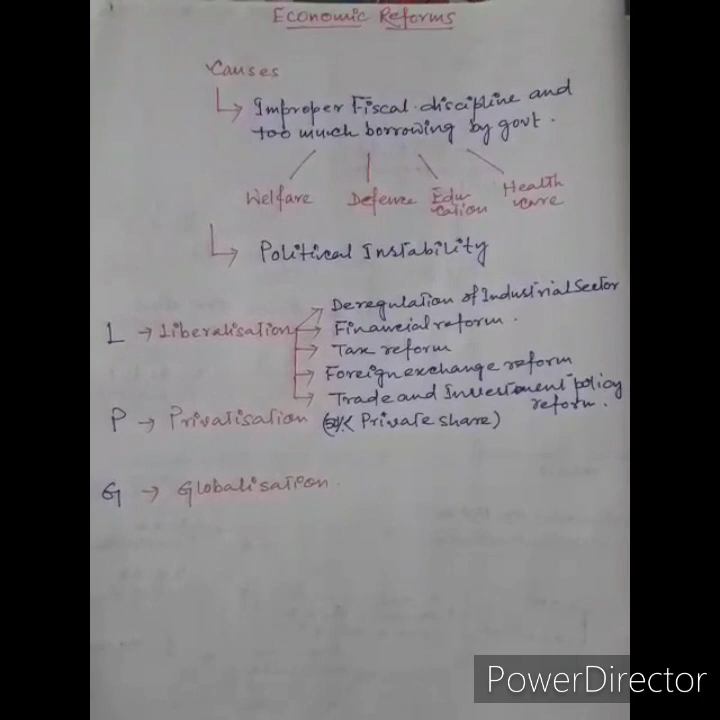 Economic Reforms
Causes
Improper Fiscal discipline and
too much borrowing by govt.
Welfare Defence Edu Health
cation care
Political Instability
Deregulation of Industrial Sector
L → Liberalisation Financial reform.
Tax reform
Foreign exchange reform
Trade and Investment policy
reform.
P → Privatisation (51% < Private share)
G → Globalisation.
PowerDirector